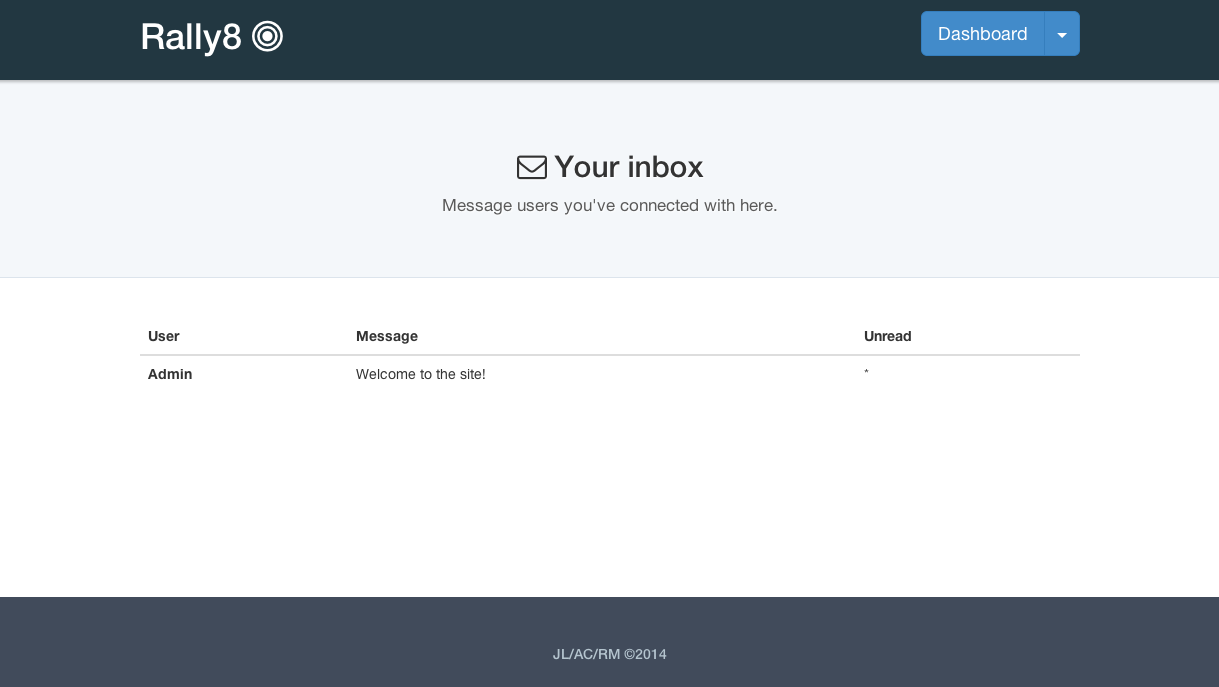 Rally8
Dashboard
Your inbox
Message users you've connected with here.
User Message Unread
Admin Welcome to the site! *
JL/AC/RM ©2014